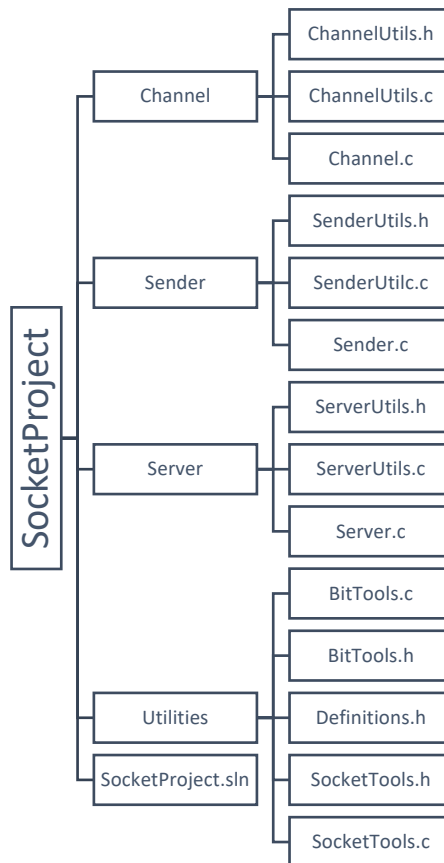 SocketProject
Channel
ChannelUtils.h
ChannelUtils.c
Channel.c
Sender
SenderUtils.h
SenderUtilc.c
Sender.c
Server
ServerUtils.h
ServerUtils.c
Server.c
Utilities
BitTools.c
BitTools.h
Definitions.h
SocketTools.h
SocketTools.c
SocketProject.sln